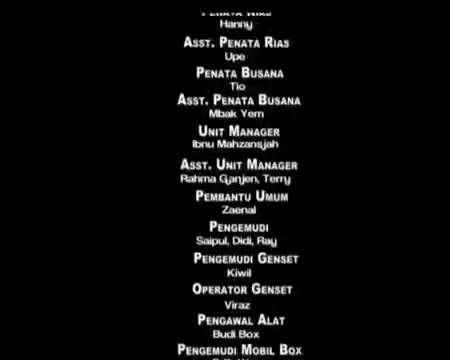 Penata Rias
Hanny
Asst. Penata Rias
Upe
Penata Busana
Tio
Asst. Penata Busana
Mbak Yem
Unit Manager
Ibnu Mahzansjah
Asst. Unit Manager
Rahma Ganjen, Terry
Pembantu Umum
Zaenal
Pengemudi
Saipul, Didi, Ray
Pengemudi Genset
Kiwil
Operator Genset
Viraz
Pengawal Alat
Budi Box
Pengemudi Mobil Box